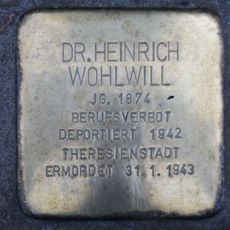 DR. HEINRICH
WOHLWILL
JG. 1874
BERUFSVERBOT
DEPORTIERT 1942
THERESIENSTADT
ERMORDET 31.1.1943